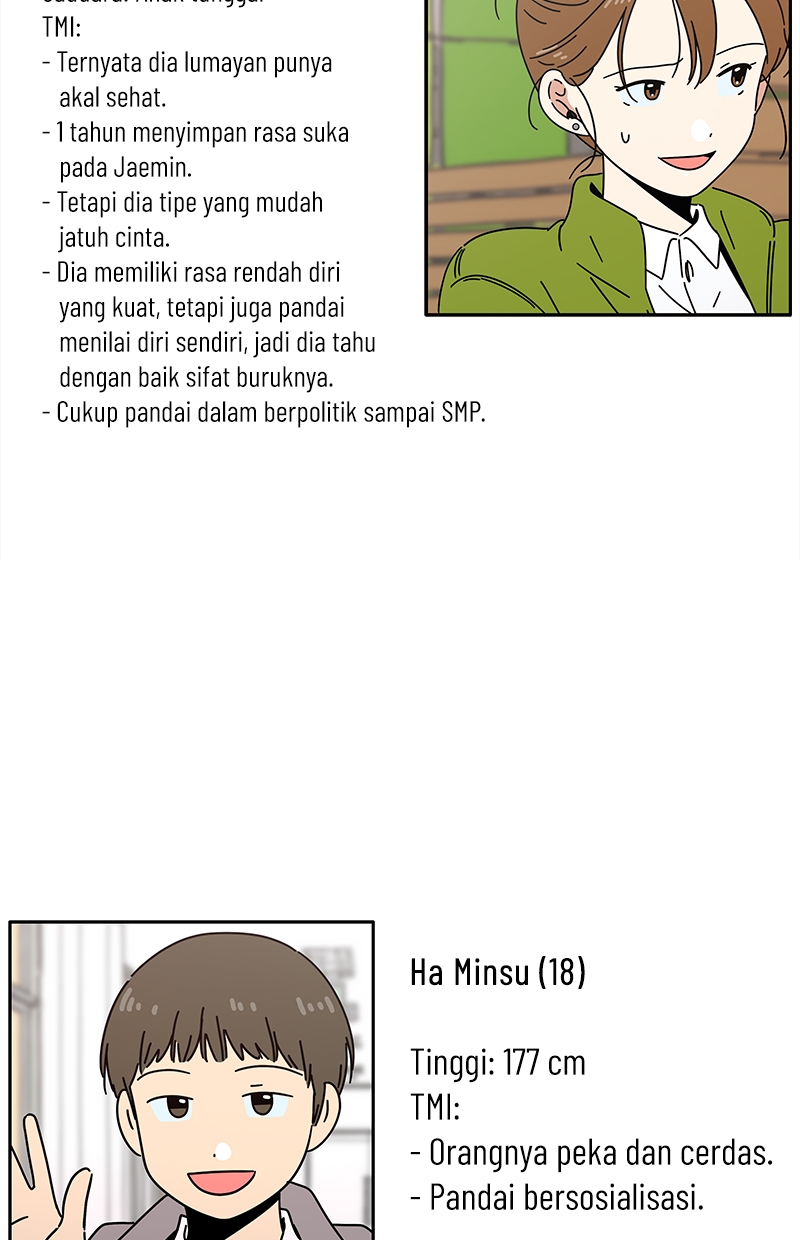 TMI:
- Ternyata dia lumayan punya
akal sehat.
- 1 tahun menyimpan rasa suka
pada Jaemin.
- Tetapi dia tipe yang mudah
jatuh cinta.
- Dia memiliki rasa rendah diri
yang kuat, tetapi juga pandai
menilai diri sendiri, jadi dia tahu
dengan baik sifat buruknya.
- Cukup pandai dalam berpolitik sampai SMP.
Ha Minsu (18)
Tinggi: 177 cm
TMI:
- Orangnya peka dan cerdas.
- Pandai bersosialisasi.